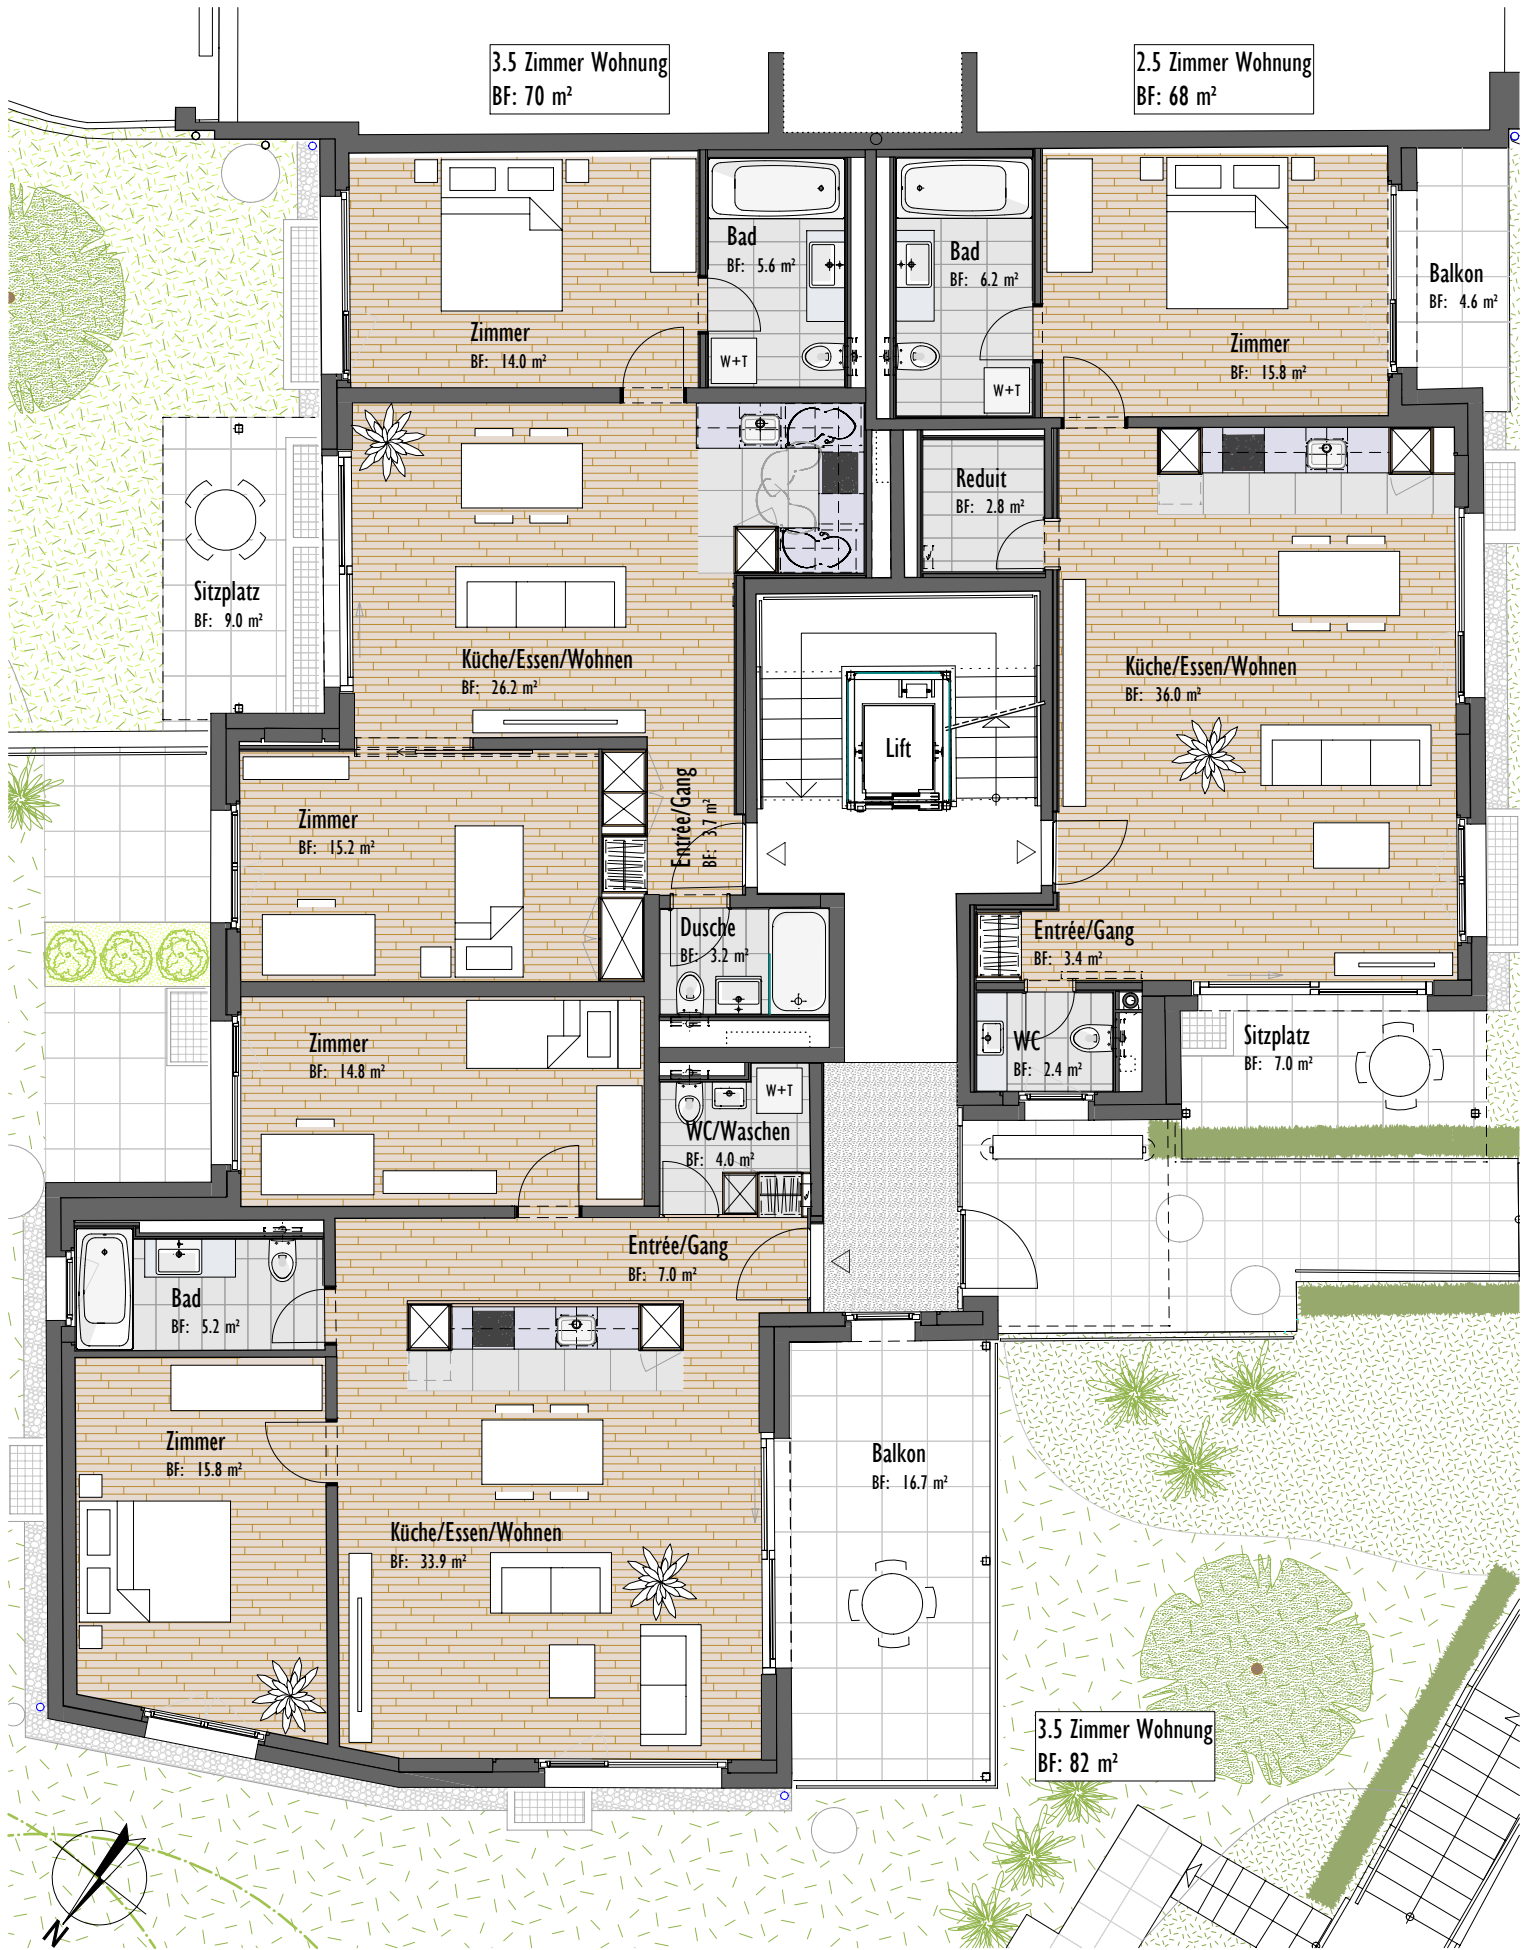 3.5 Zimmer Wohnung
BF: 70 m²
2.5 Zimmer Wohnung
BF: 68 m²
Bad
BF: 5.6 m²
Bad
BF: 6.2 m²
Balkon
BF: 4.6 m²
Zimmer
BF: 14.0 m²
W+T
Zimmer
BF: 15.8 m²
W+T
Reduit
BF: 2.8 m²
Sitzplatz
BF: 9.0 m²
Küche/Essen/Wohnen
BF: 26.2 m²
Küche/Essen/Wohnen
BF: 36.0 m²
Lift
Entrée/Gang
BF: 3.7 m²
Zimmer
BF: 15.2 m²
Dusche
BF: 3.2 m²
Entrée/Gang
BF: 3.4 m²
Zimmer
BF: 14.8 m²
WC
BF: 2.4 m²
Sitzplatz
BF: 7.0 m²
W+T
WC/Waschen
BF: 4.0 m²
Entrée/Gang
BF: 7.0 m²
Bad
BF: 5.2 m²
Zimmer
BF: 15.8 m²
Balkon
BF: 16.7 m²
Küche/Essen/Wohnen
BF: 33.9 m²
3.5 Zimmer Wohnung
BF: 82 m²
N